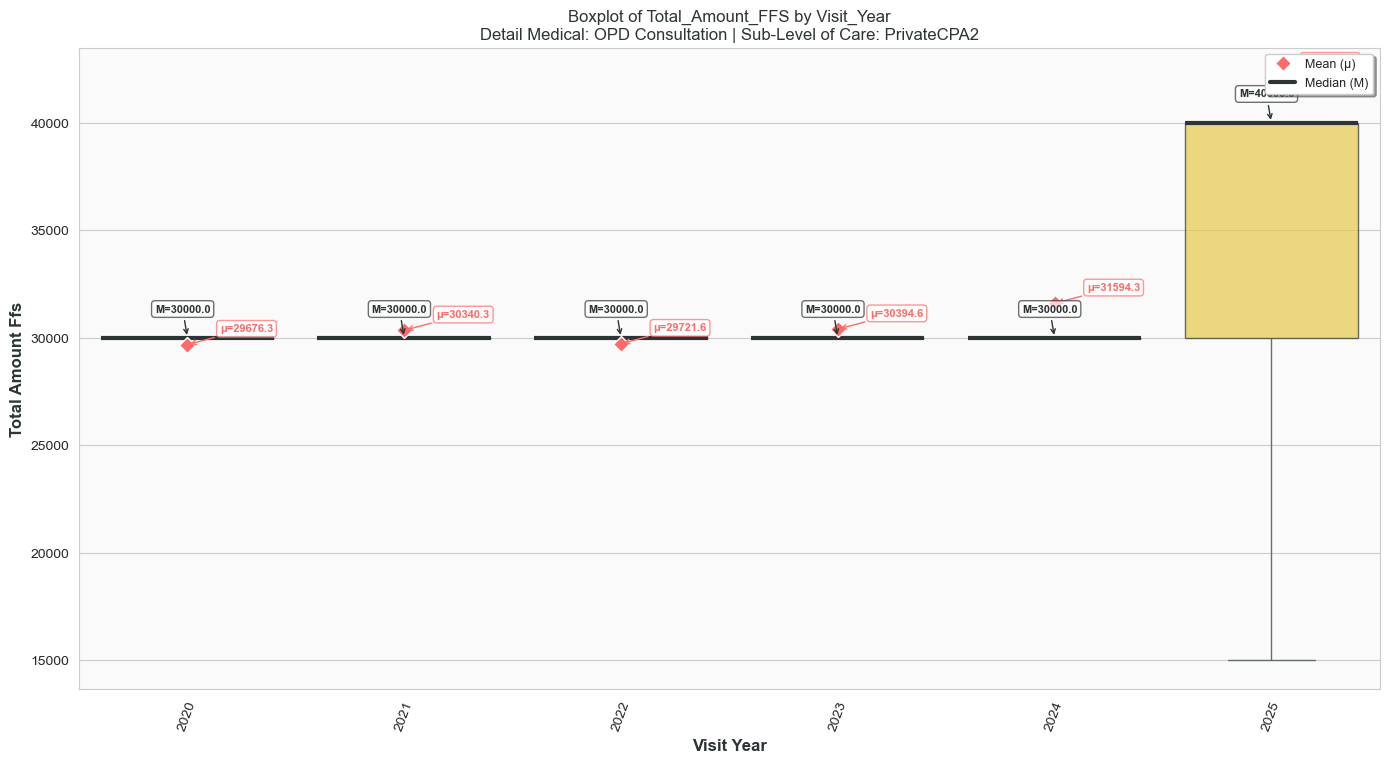 Boxplot of Total_Amount_FFS by Visit_Year
Detail Medical: OPD Consultation | Sub-Level of Care: PrivateCPA2
Mean (μ)
Median (M)
40000
35000
30000
25000
20000
15000
Total Amount Ffs
M=30000.0
μ=29676.3
M=30000.0
μ=30340.3
M=30000.0
μ=29721.6
M=30000.0
μ=30394.6
M=30000.0
μ=31594.3
2020
2021
2022
2023
2024
2025
Visit Year